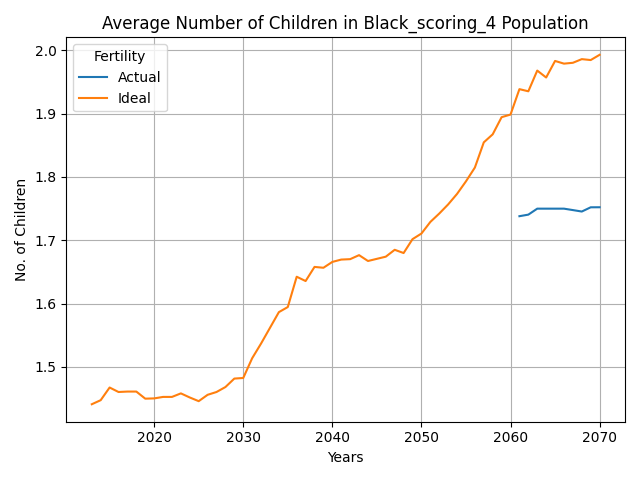 Average Number of Children in Black_scoring_4 Population
Fertility
Actual
Ideal
No. of Children
2.0
1.9
1.8
1.7
1.6
1.5
2020 2030 2040 2050 2060 2070
Years